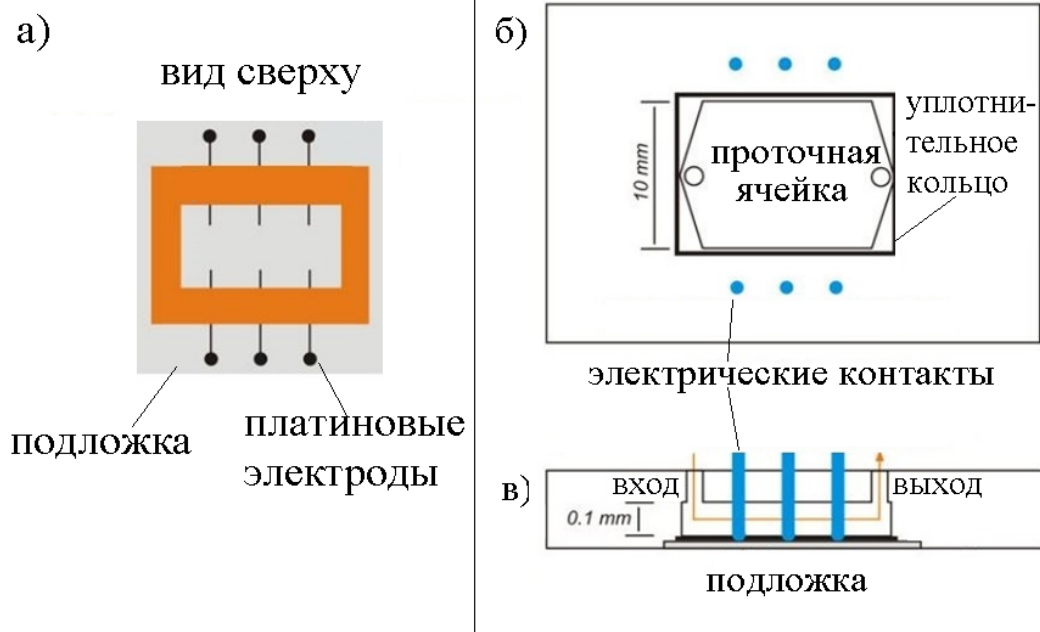 а)
вид сверху
подложка
платиновые
электроды
б)
10 mm
проточная
ячейка
уплотни-
тельное
кольцо
электрические контакты
в)
вход
выход
0.1 mm
подложка